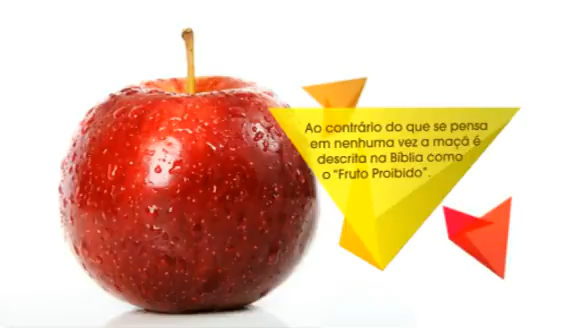 Ao contrário do que se pensa
em nenhuma vez a maçã é
descrita na Bíblia como
o “Fruto Proibido”.